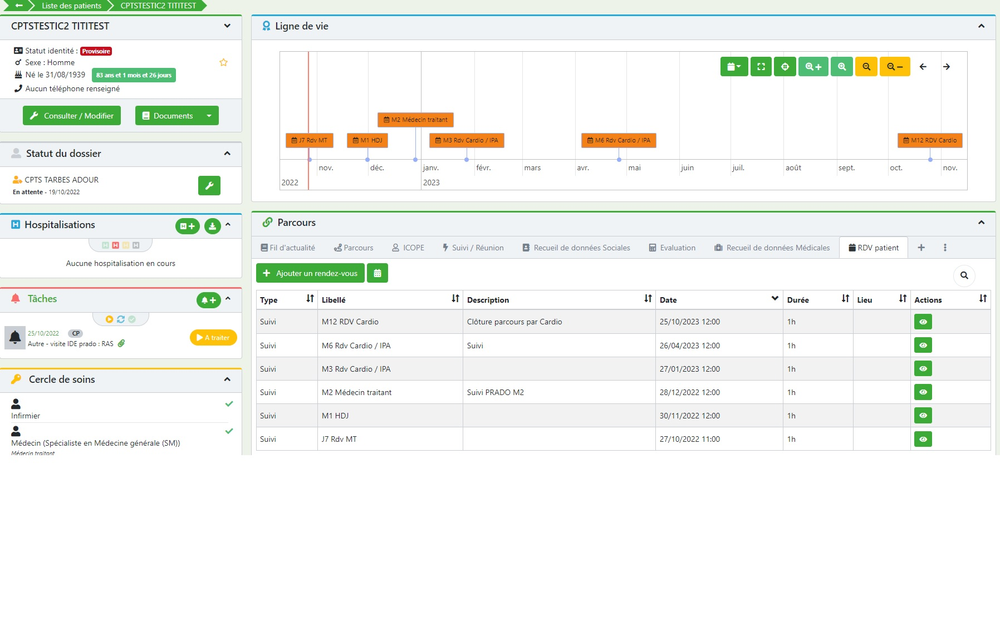 Liste des patients
CPTSTESTIC2 TITITEST
CPTSTESTIC2 TITITEST
Statut identité : Provisoire
Sexe : Homme
Né le 31/08/1939 83 ans et 1 mois et 26 jours
Aucun téléphone renseigné
Consulter / Modifier
Documents
Statut du dossier
CPTS TARBES ADOUR
En attente - 19/10/2022
Hospitalisations
H +
H H H H
Aucune hospitalisation en cours
Tâches
25/10/2022 CP
Autre - visite IDE prado : RAS
A traiter
Cercle de soins
Infirmier
Médecin (Spécialiste en Médecine générale (SM))
Médecin traitant
Ligne de vie
M2 Médecin traitant
J7 Rdv MT
M1 HDJ
M3 Rdv Cardio / IPA
M6 Rdv Cardio / IPA
M12 RDV Cardio
nov. déc. janv. févr. mars avr. mai juin juil. août sept. oct. nov.
2022 2023
Parcours
Fil d'actualité
Parcours
ICOPE
Suivi / Réunion
Recueil de données Sociales
Evaluation
Recueil de données Médicales
RDV patient
Ajouter un rendez-vous
Type Libellé Description Date Durée Lieu Actions
Suivi M12 RDV Cardio Clôture parcours par Cardio 25/10/2023 12:00 1h
Suivi M6 Rdv Cardio / IPA Suivi 26/04/2023 12:00 1h
Suivi M3 Rdv Cardio / IPA 27/01/2023 12:00 1h
Suivi M2 Médecin traitant Suivi PRADO M2 28/12/2022 12:00 1h
Suivi M1 HDJ 30/11/2022 12:00 1h
Suivi J7 Rdv MT 27/10/2022 11:00 1h